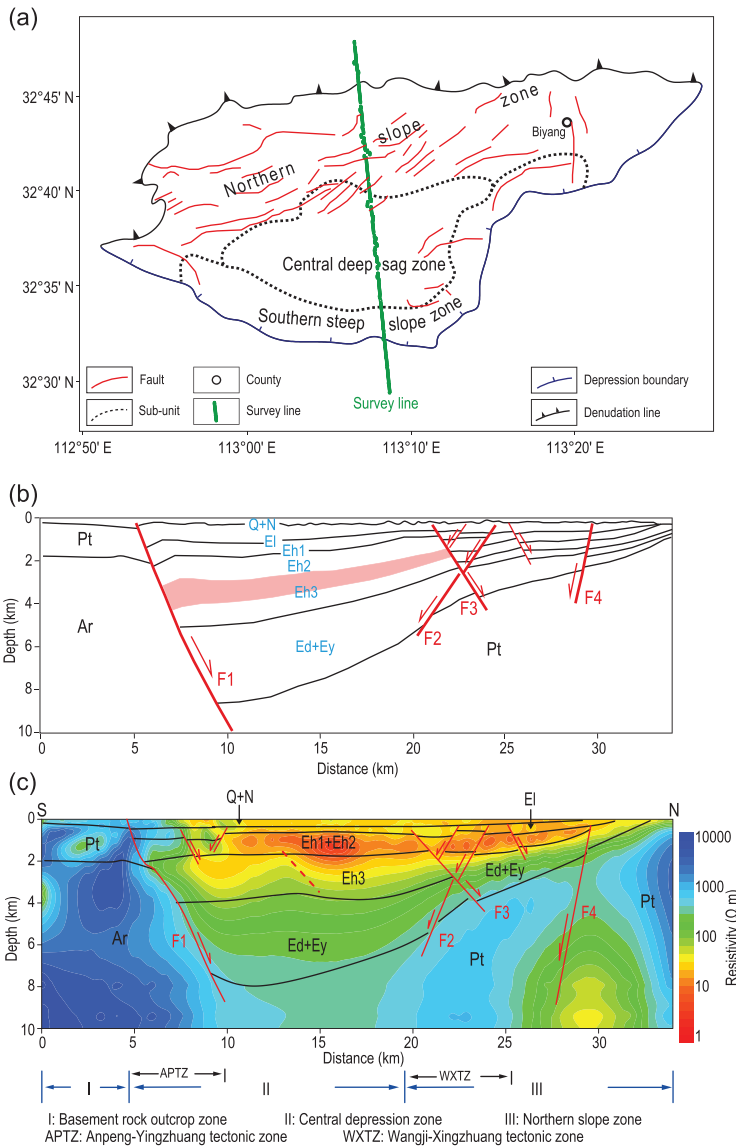 (a)
32°45' N
32°40' N
32°35' N
32°30' N
Northern slope zone
Biyang
Central deep sag zone
Southern steep slope zone
Survey line
Fault
County
Depression boundary
Sub-unit
Survey line
Denudation line
112°50' E
113°00' E
113°10' E
113°20' E
(b)
0
2
4
6
8
10
Depth (km)
Pt
Ar
Q+N
El
Eh1
Eh2
Eh3
Ed+Ey
Pt
F1
F2
F3
F4
0
5
10
15
20
25
30
Distance (km)
(c)
S
Q+N
El
N
0
2
4
6
8
10
Depth (km)
Pt
Ar
Eh1+Eh2
Eh3
Ed+Ey
Ed+Ey
Pt
Pt
F1
F2
F3
F4
10000
1000
100
10
1
Resistivity (Ω m)
0
5
10
15
20
25
30
Distance (km)
APTZ
WXTZ
I
II
III
I: Basement rock outcrop zone
II: Central depression zone
III: Northern slope zone
APTZ: Anpeng-Yingzhuang tectonic zone
WXTZ: Wangji-Xingzhuang tectonic zone